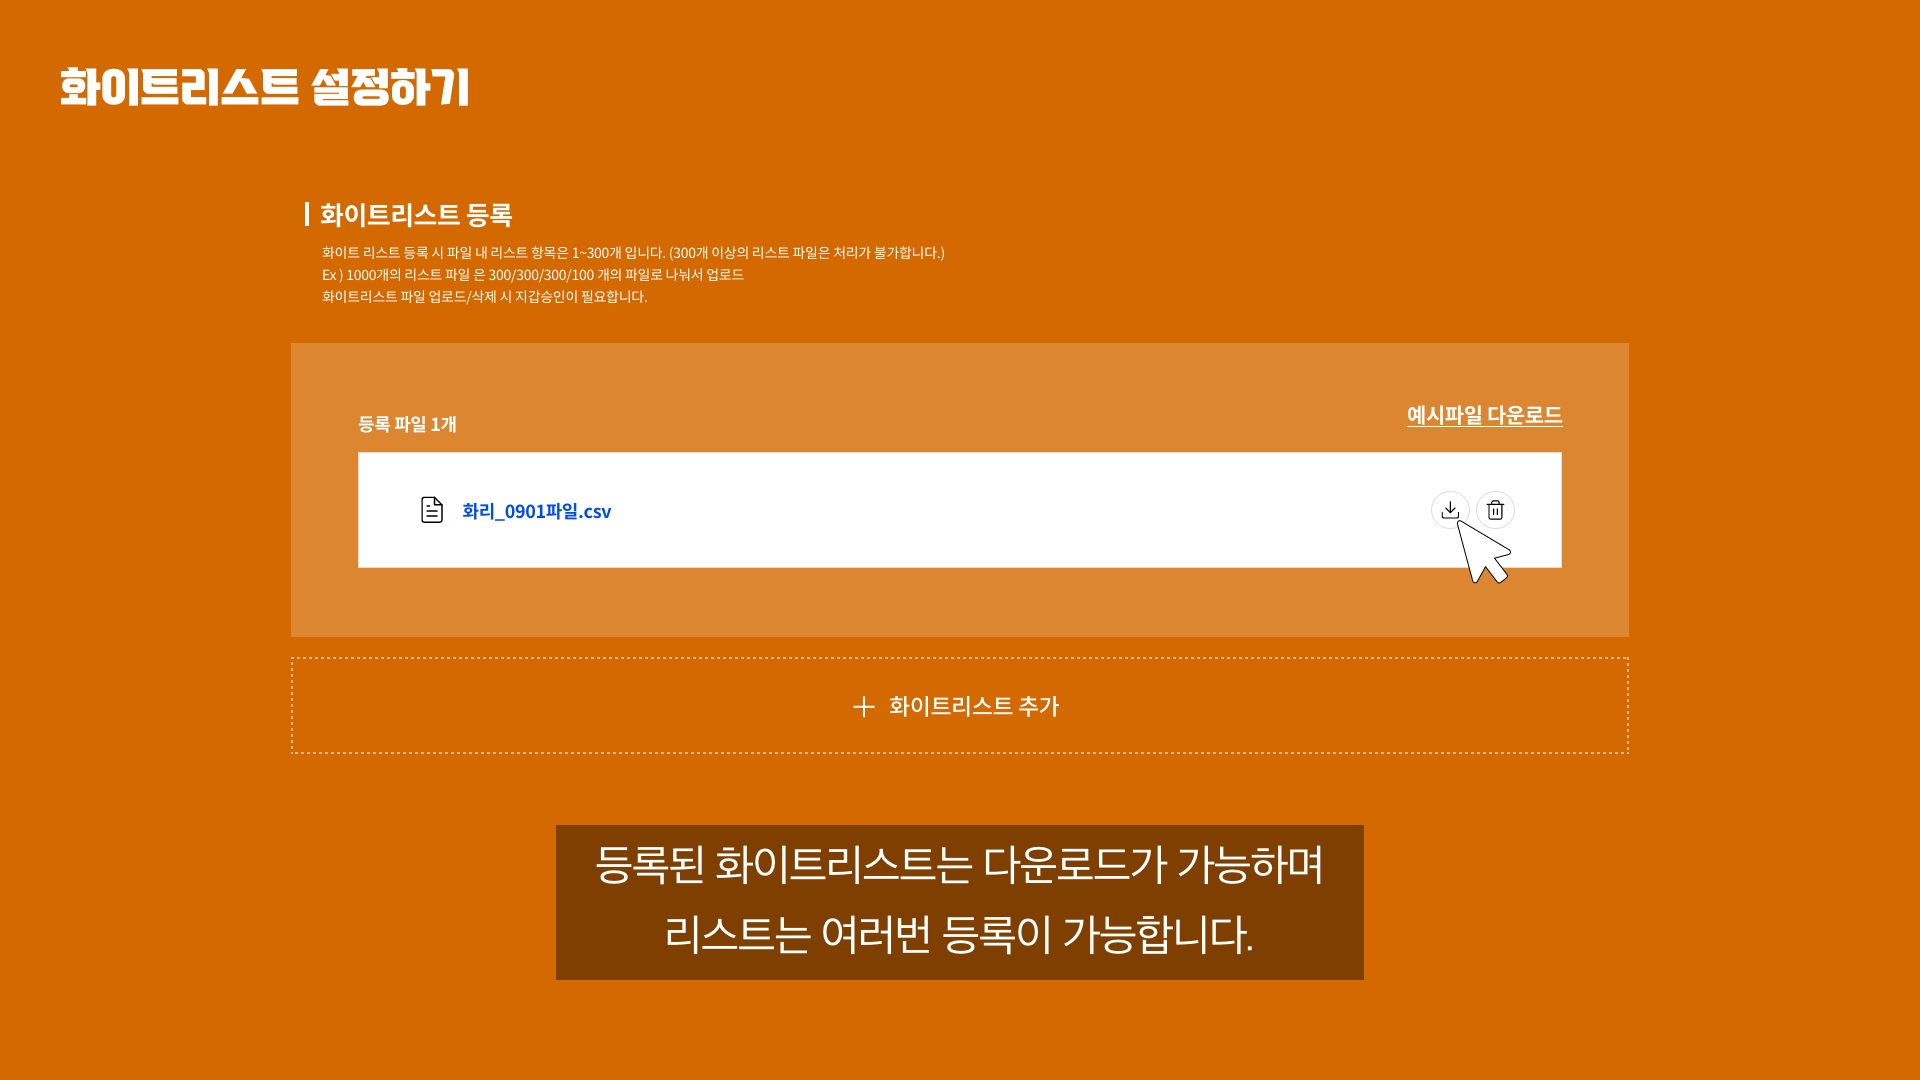 화이트리스트 설정하기
화이트리스트 등록
화이트 리스트 등록 시 파일 내 리스트 항목은 1~300개 입니다. (300개 이상의 리스트 파일은 처리가 불가합니다.)
Ex ) 1000개의 리스트 파일 은 300/300/300/100 개의 파일로 나눠서 업로드
화이트리스트 파일 업로드/삭제 시 지갑승인이 필요합니다.
등록 파일 1개
예시파일 다운로드
화리_0901파일.csv
화이트리스트 추가
등록된 화이트리스트는 다운로드가 가능하며
리스트는 여러번 등록이 가능합니다.